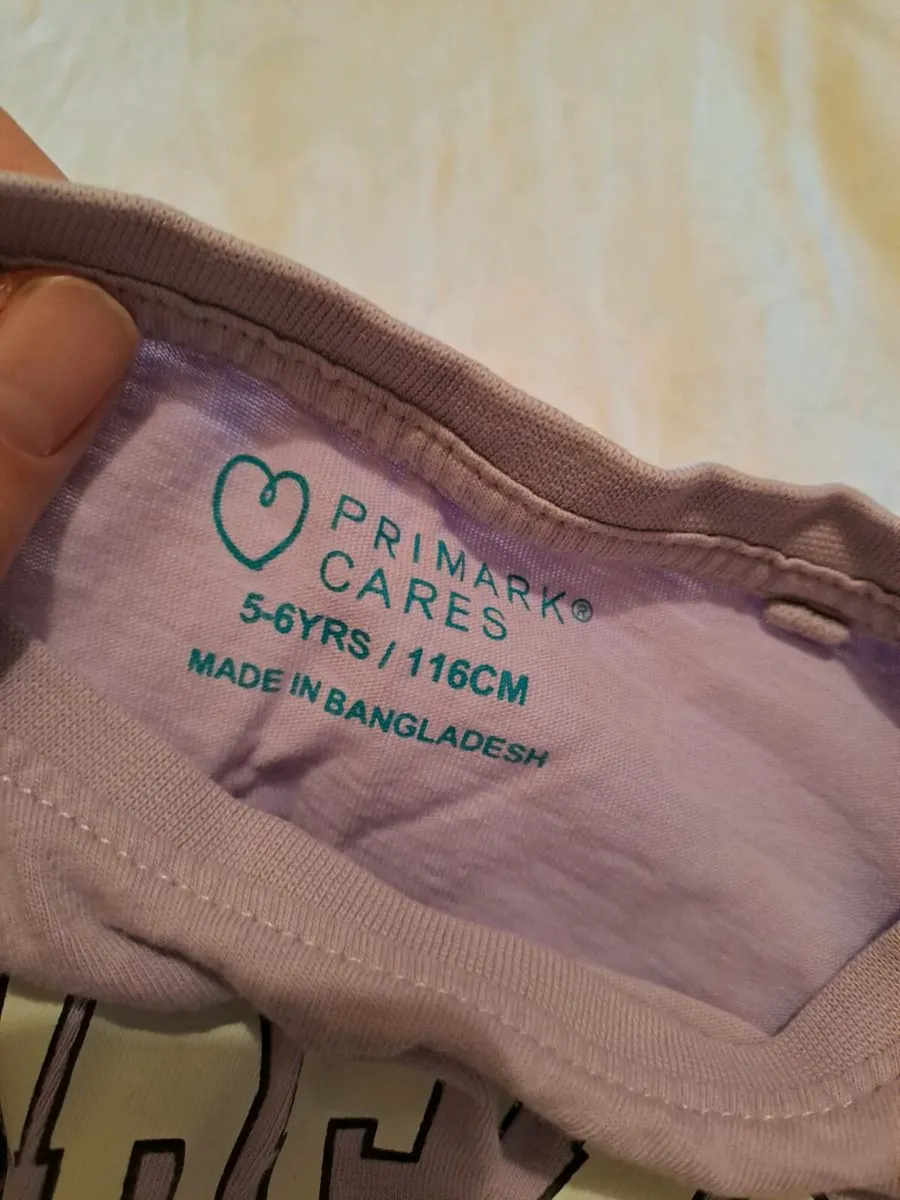 PRIMARK®
CARES
5-6YRS / 116CM
MADE IN BANGLADESH